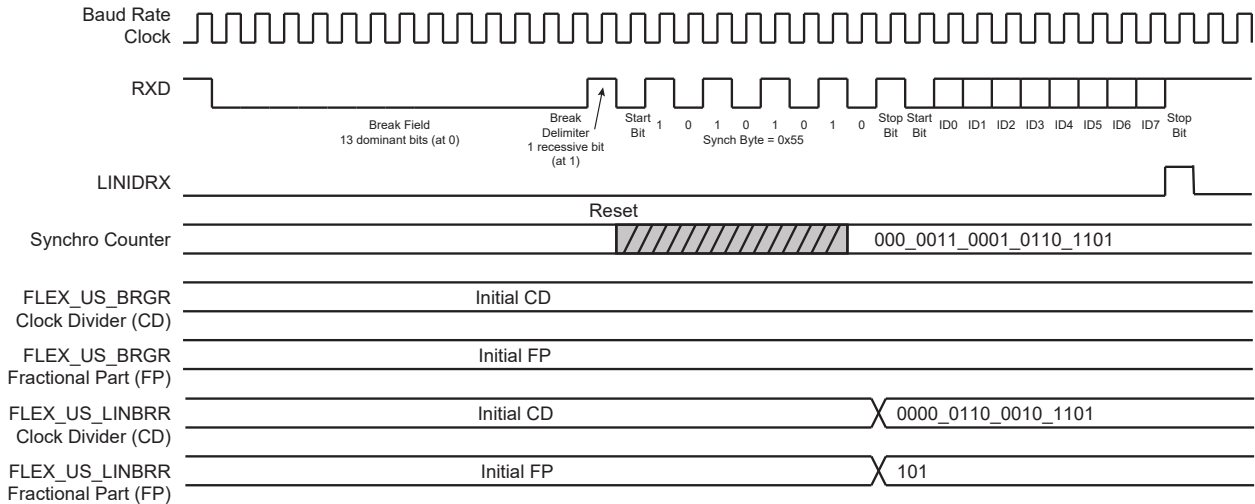 Baud Rate
Clock
RXD
Break Field
13 dominant bits (at 0)
Break
Delimiter
1 recessive bit
(at 1)
Start
Bit
1 0 1 0 1 0 1 0
Synch Byte = 0x55
Stop
Bit
Start
Bit
ID0 ID1 ID2 ID3 ID4 ID5 ID6 ID7
Stop
Bit
LINIDRX
Reset
Synchro Counter
000_0011_0001_0110_1101
FLEX_US_BRGR
Clock Divider (CD)
Initial CD
FLEX_US_BRGR
Fractional Part (FP)
Initial FP
FLEX_US_LINBRR
Clock Divider (CD)
Initial CD
0000_0110_0010_1101
FLEX_US_LINBRR
Fractional Part (FP)
Initial FP
101